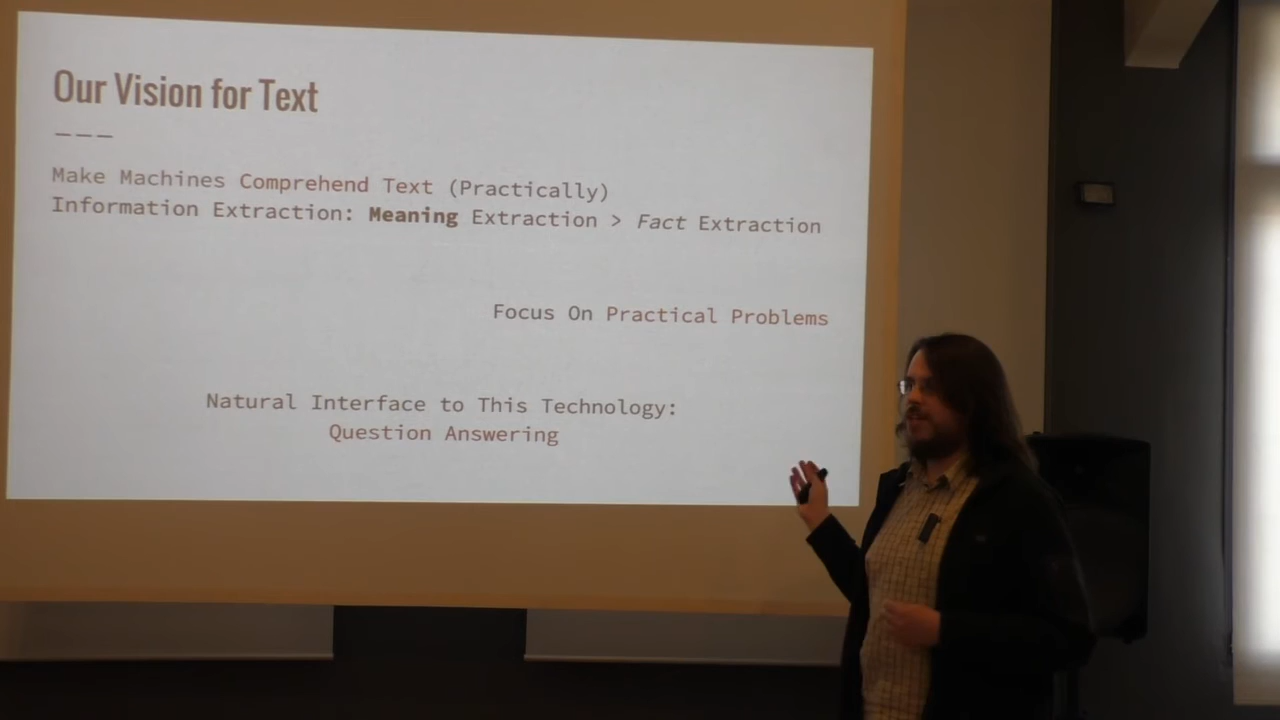 Our Vision for Text
———
Make Machines Comprehend Text (Practically)
Information Extraction: Meaning Extraction > Fact Extraction
Focus On Practical Problems
Natural Interface to This Technology:
Question Answering